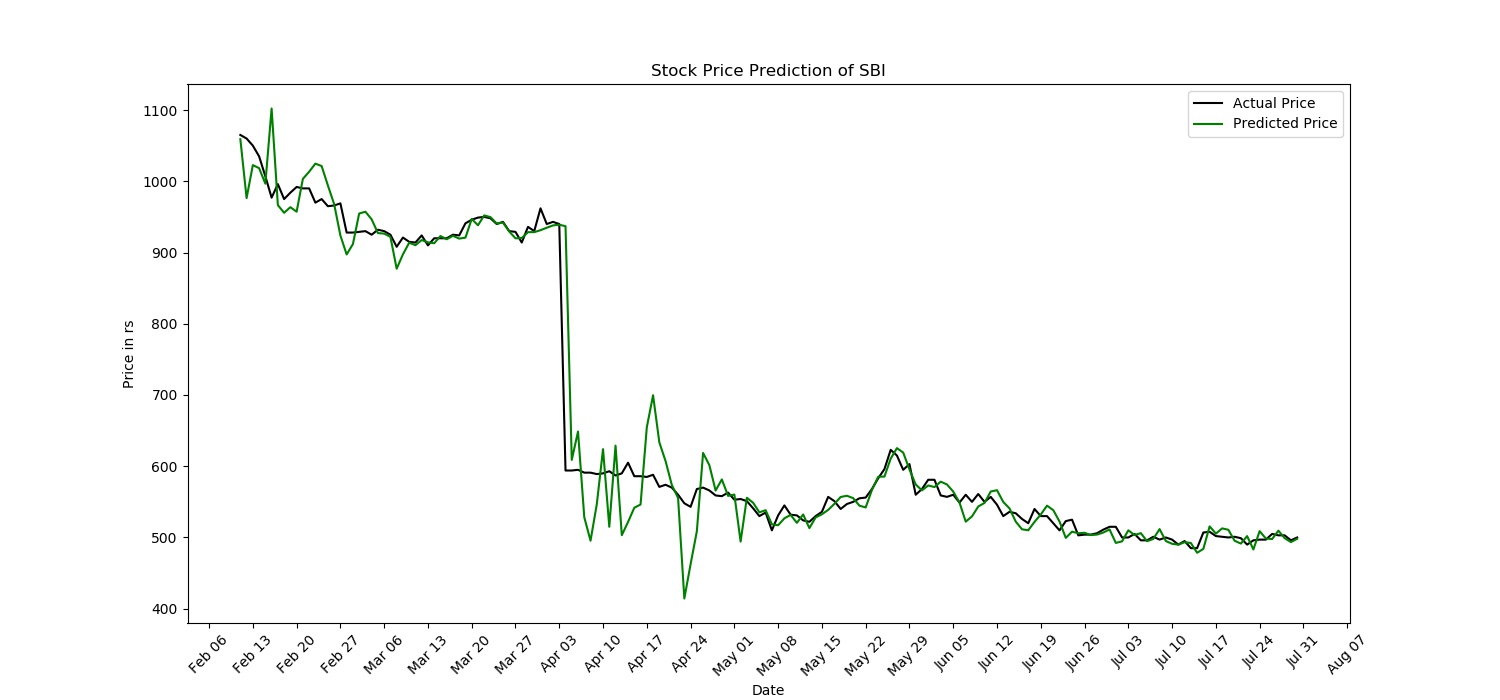 Stock Price Prediction of SBI
Actual Price
Predicted Price
Price in rs
1100
1000
900
800
700
600
500
400
Feb 06
Feb 13
Feb 20
Feb 27
Mar 06
Mar 13
Mar 20
Mar 27
Apr 03
Apr 10
Apr 17
Apr 24
May 01
May 08
May 15
May 22
May 29
Jun 05
Jun 12
Jun 19
Jun 26
Jul 03
Jul 10
Jul 17
Jul 24
Jul 31
Aug 07
Date